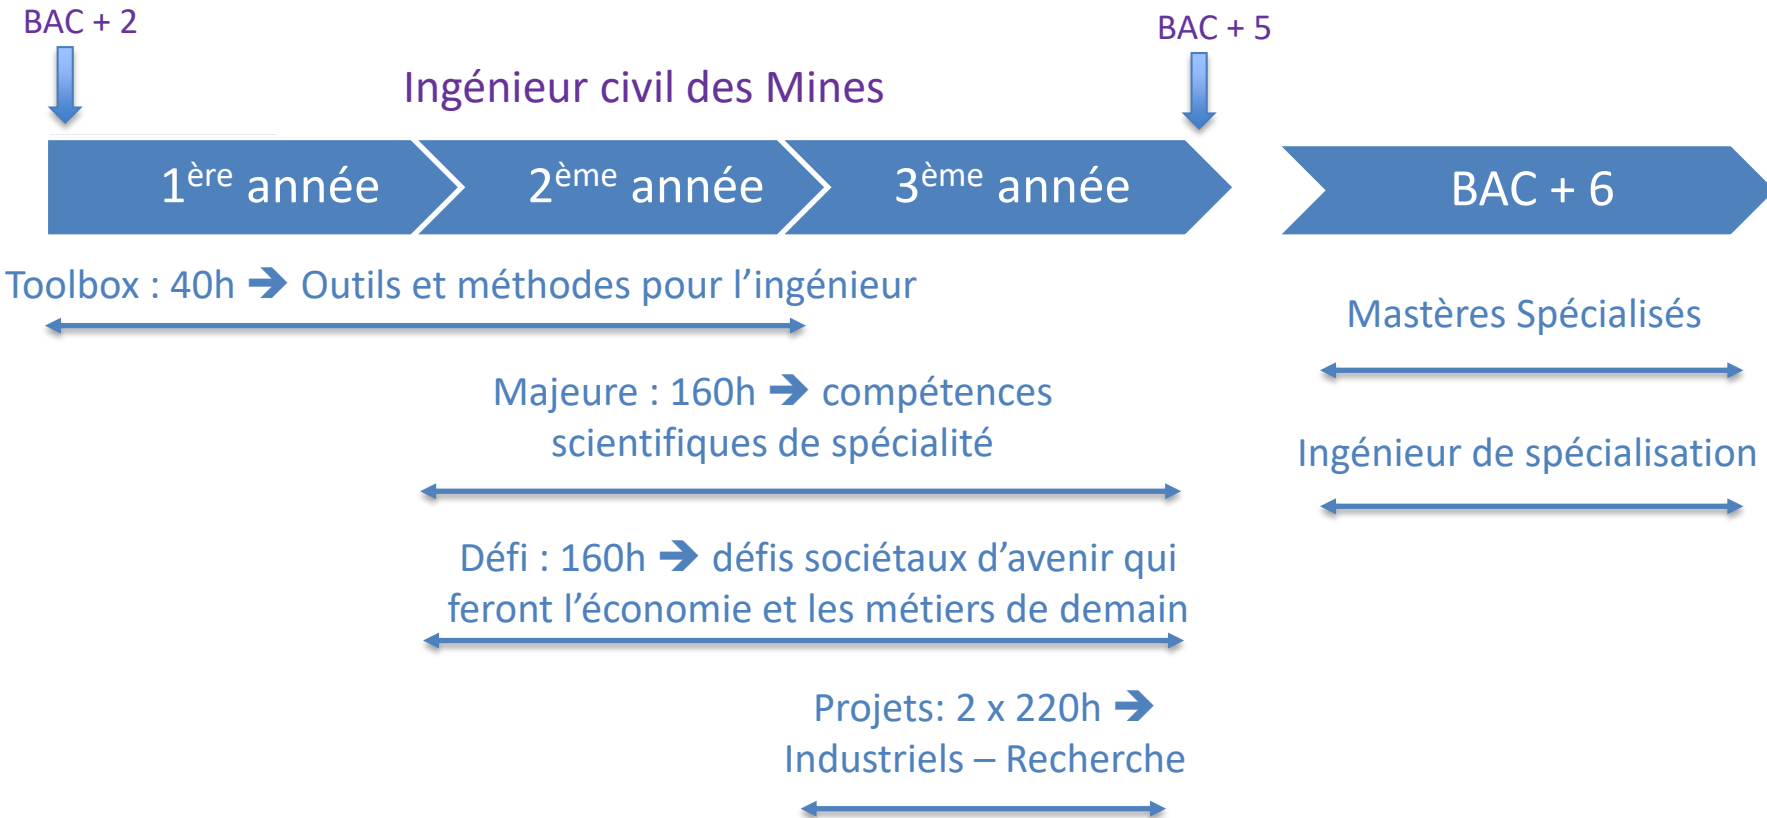 BAC + 2
BAC + 5
Ingénieur civil des Mines
1ère année
2ème année
3ème année
BAC + 6
Toolbox : 40h ➔ Outils et méthodes pour l’ingénieur
Mastères Spécialisés
Majeure : 160h ➔ compétences
scientifiques de spécialité
Ingénieur de spécialisation
Défi : 160h ➔ défis sociétaux d’avenir qui
feront l’économie et les métiers de demain
Projets: 2 x 220h ➔
Industriels – Recherche